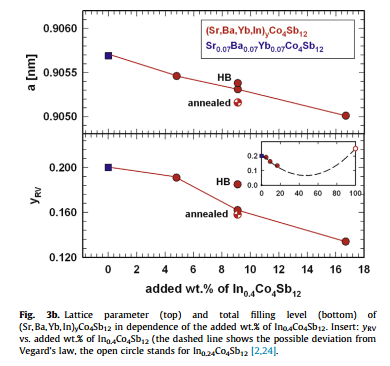 0.9060
0.9055
0.9050
a [nm]
(Sr,Ba,Yb,In)yCo4Sb12
Sr0.07Ba0.07Yb0.07Co4Sb12
HB
annealed
0.200
0.160
0.120
yRV
HB
annealed
0.2
0.1
0.0
0 100
0 2 4 6 8 10 12 14 16 18
added wt.% of In0.4Co4Sb12
Fig. 3b. Lattice parameter (top) and total filling level (bottom) of
(Sr,Ba,Yb,In)yCo4Sb12 in dependence of the added wt.% of In0.4Co4Sb12. Insert: yRV
vs. added wt.% of In0.4Co4Sb12 (the dashed line shows the possible deviation from
Vegard's law, the open circle stands for In0.24Co4Sb12 [2,24].